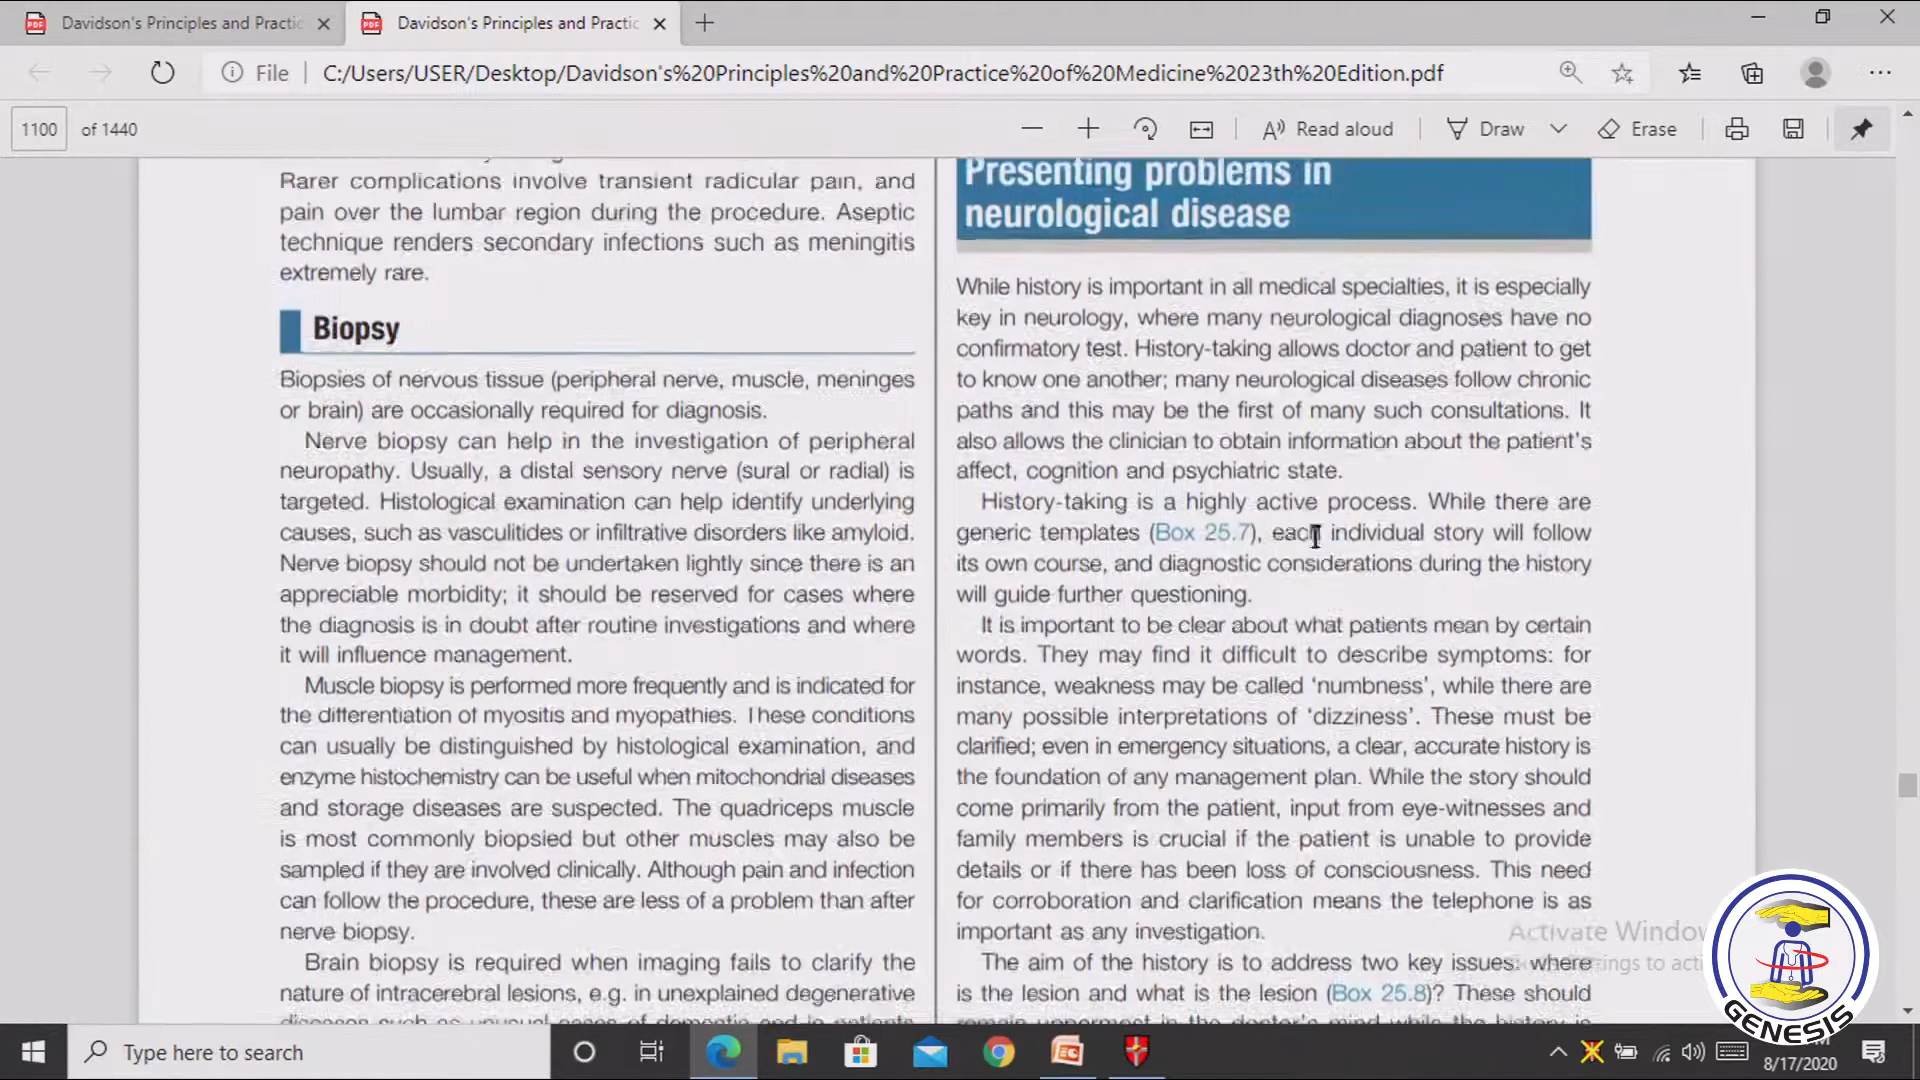 Davidson's Principles and Practic
Davidson's Principles and Practic
File
C:/Users/USER/Desktop/Davidson's%20Principles%20and%20Practice%20of%20Medicine%2023th%20Edition.pdf
1100 of 1440
Read aloud
Draw
Erase
Rarer complications involve transient radicular pain, and
pain over the lumbar region during the procedure. Aseptic
technique renders secondary infections such as meningitis
extremely rare.
Biopsy
Biopsies of nervous tissue (peripheral nerve, muscle, meninges
or brain) are occasionally required for diagnosis.
Nerve biopsy can help in the investigation of peripheral
neuropathy. Usually, a distal sensory nerve (sural or radial) is
targeted. Histological examination can help identify underlying
causes, such as vasculitides or infiltrative disorders like amyloid.
Nerve biopsy should not be undertaken lightly since there is an
appreciable morbidity; it should be reserved for cases where
the diagnosis is in doubt after routine investigations and where
it will influence management.
Muscle biopsy is performed more frequently and is indicated for
the differentiation of myositis and myopathies. These conditions
can usually be distinguished by histological examination, and
enzyme histochemistry can be useful when mitochondrial diseases
and storage diseases are suspected. The quadriceps muscle
is most commonly biopsied but other muscles may also be
sampled if they are involved clinically. Although pain and infection
can follow the procedure, these are less of a problem than after
nerve biopsy.
Brain biopsy is required when imaging fails to clarify the
nature of intracerebral lesions, e.g. in unexplained degenerative
diseases such as unusual cases of dementia and in patients
Presenting problems in
neurological disease
While history is important in all medical specialties, it is especially
key in neurology, where many neurological diagnoses have no
confirmatory test. History-taking allows doctor and patient to get
to know one another; many neurological diseases follow chronic
paths and this may be the first of many such consultations. It
also allows the clinician to obtain information about the patient's
affect, cognition and psychiatric state.
History-taking is a highly active process. While there are
generic templates (Box 25.7), each individual story will follow
its own course, and diagnostic considerations during the history
will guide further questioning.
It is important to be clear about what patients mean by certain
words. They may find it difficult to describe symptoms: for
instance, weakness may be called ‘numbness’, while there are
many possible interpretations of ‘dizziness’. These must be
clarified; even in emergency situations, a clear, accurate history is
the foundation of any management plan. While the story should
come primarily from the patient, input from eye-witnesses and
family members is crucial if the patient is unable to provide
details or if there has been loss of consciousness. This need
for corroboration and clarification means the telephone is as
important as any investigation.
The aim of the history is to address two key issues: where
is the lesion and what is the lesion (Box 25.8)? These should
remain uppermost in the doctor's mind while the history is
Activate Window
GENESIS
Type here to search
8/17/2020